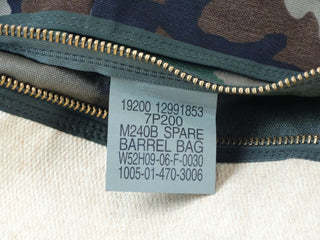 19200 12991853
7P200
M240B SPARE
BARREL BAG
W52H09-06-F-0030
1005-01-470-3006